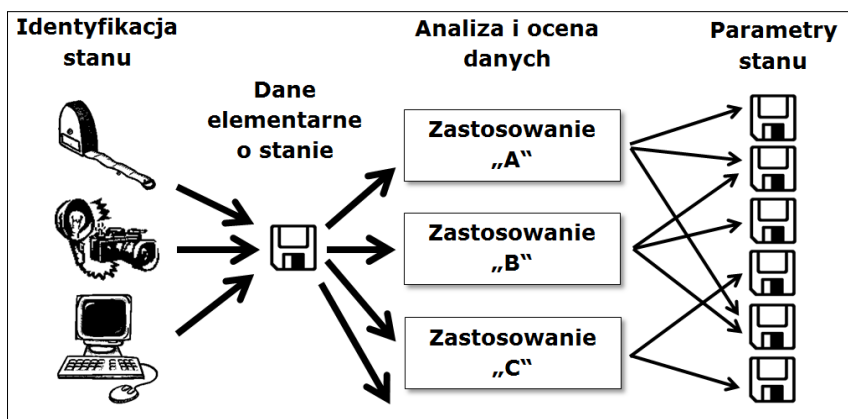 Identyfikacja
stanu
Dane
elementarne
o stanie
Analiza i ocena
danych
Zastosowanie
„A“
Zastosowanie
„B“
Zastosowanie
„C“
Parametry
stanu